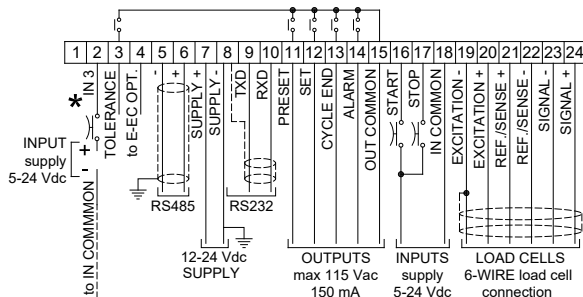 1 2 3 4 5 6 7 8 9 10 11 12 13 14 15 16 17 18 19 20 21 22 23 24
*
IN 3
TOLERANCE
to E-EC OPT.
-
+
SUPPLY +
SUPPLY -
TXD
RXD
PRESET
SET
CYCLE END
ALARM
OUT COMMON
START
STOP
IN COMMON
EXCITATION -
EXCITATION +
REF./SENSE +
REF./SENSE -
SIGNAL -
SIGNAL +
INPUT
supply
5-24 Vdc
+
-
to IN COMMMON
RS485
RS232
12-24 Vdc
SUPPLY
OUTPUTS
max 115 Vac
150 mA
INPUTS
supply
5-24 Vdc
LOAD CELLS
6-WIRE load cell
connection